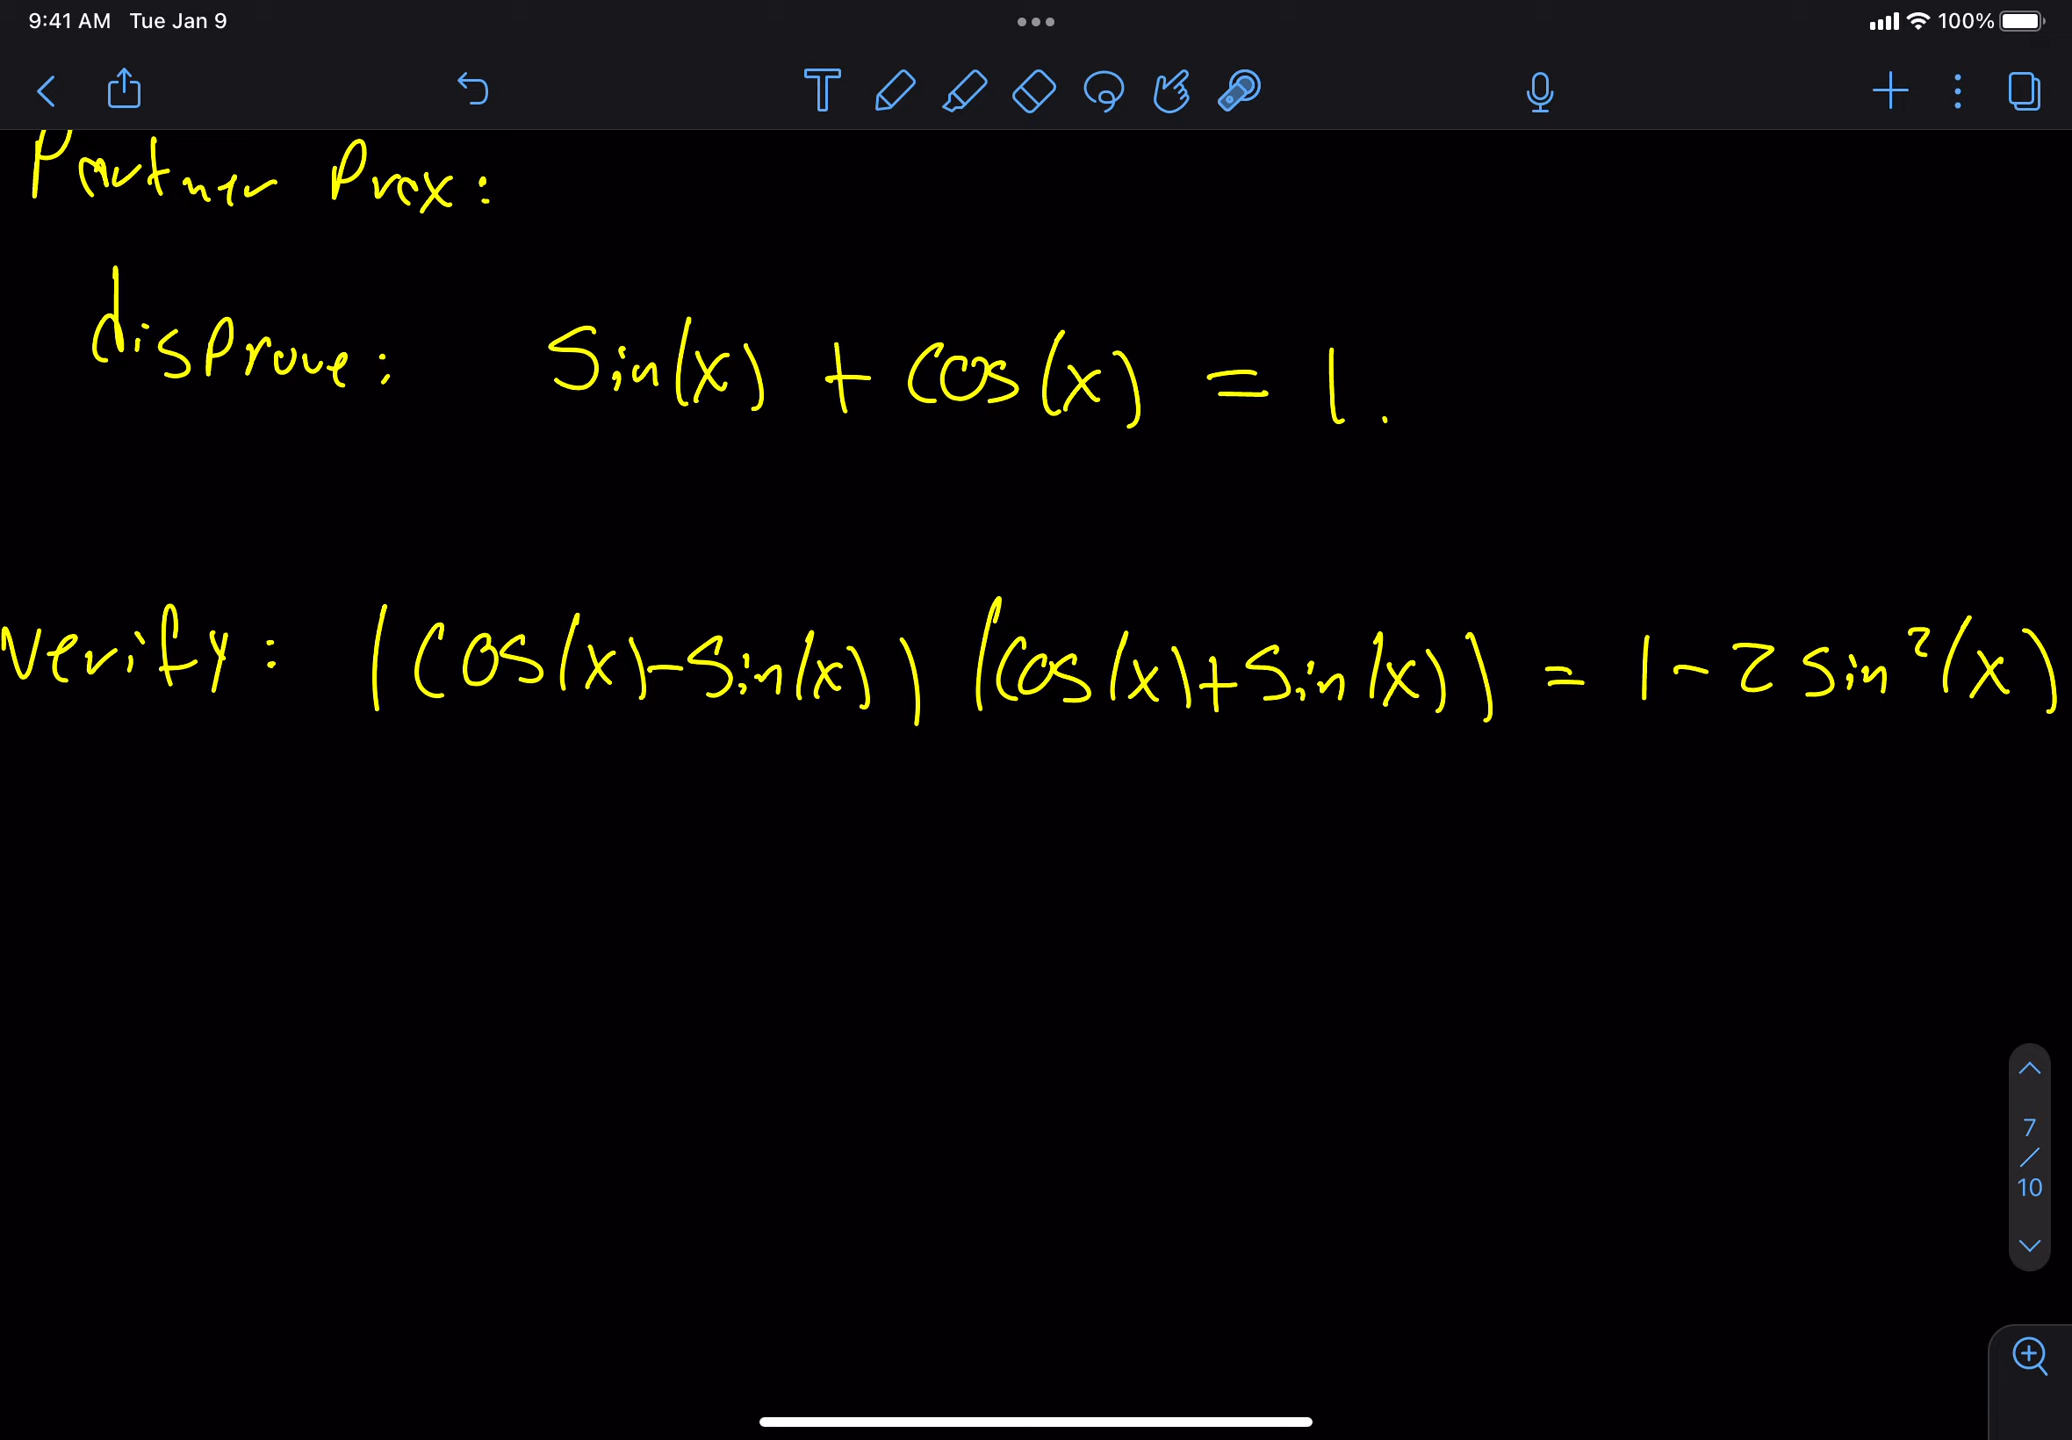 9:41 AM Tue Jan 9
100%
Partner Prax:
disprove: Sin(x) + cos(x) = 1.
verify: (cos(x)-sin(x)) (cos(x)+sin(x)) = 1-2 sin²(x)
7
/
10